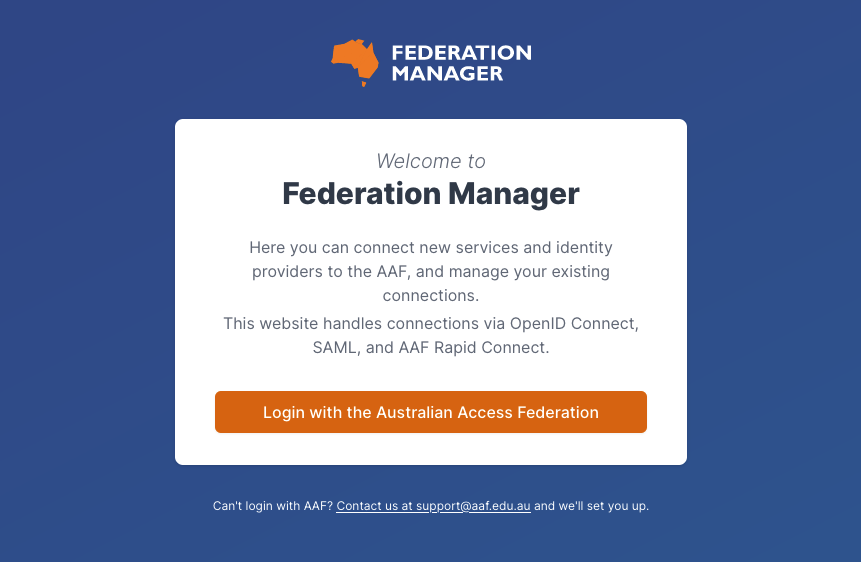 FEDERATION
MANAGER
Welcome to
Federation Manager
Here you can connect new services and identity
providers to the AAF, and manage your existing
connections.
This website handles connections via OpenID Connect,
SAML, and AAF Rapid Connect.
Login with the Australian Access Federation
Can't login with AAF? Contact us at support@aaf.edu.au and we'll set you up.